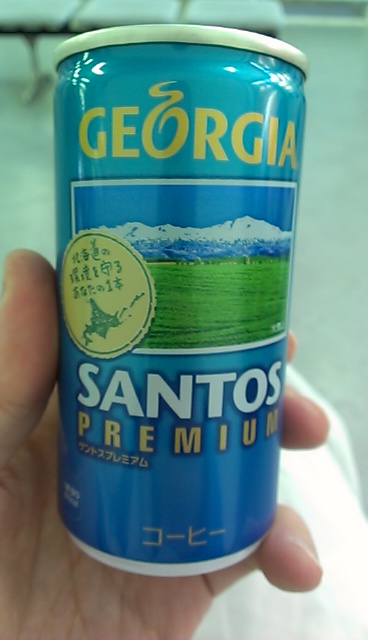 GEORGIA
北海道の
環境を守る
あなたの1本
SANTOS
PREMIUM
サントスプレミアム
コーヒー